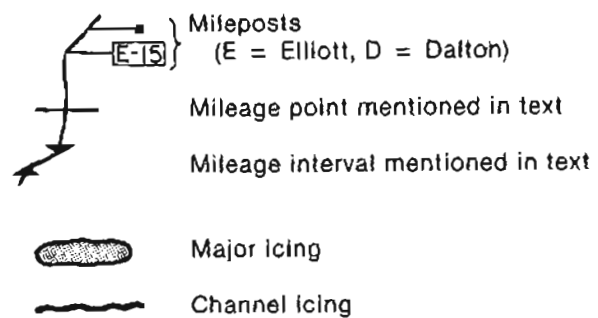 Mileposts
E-15
(E = Elliott, D = Dalton)
Mileage point mentioned in text
Mileage interval mentioned in text
Major icing
Channel icing